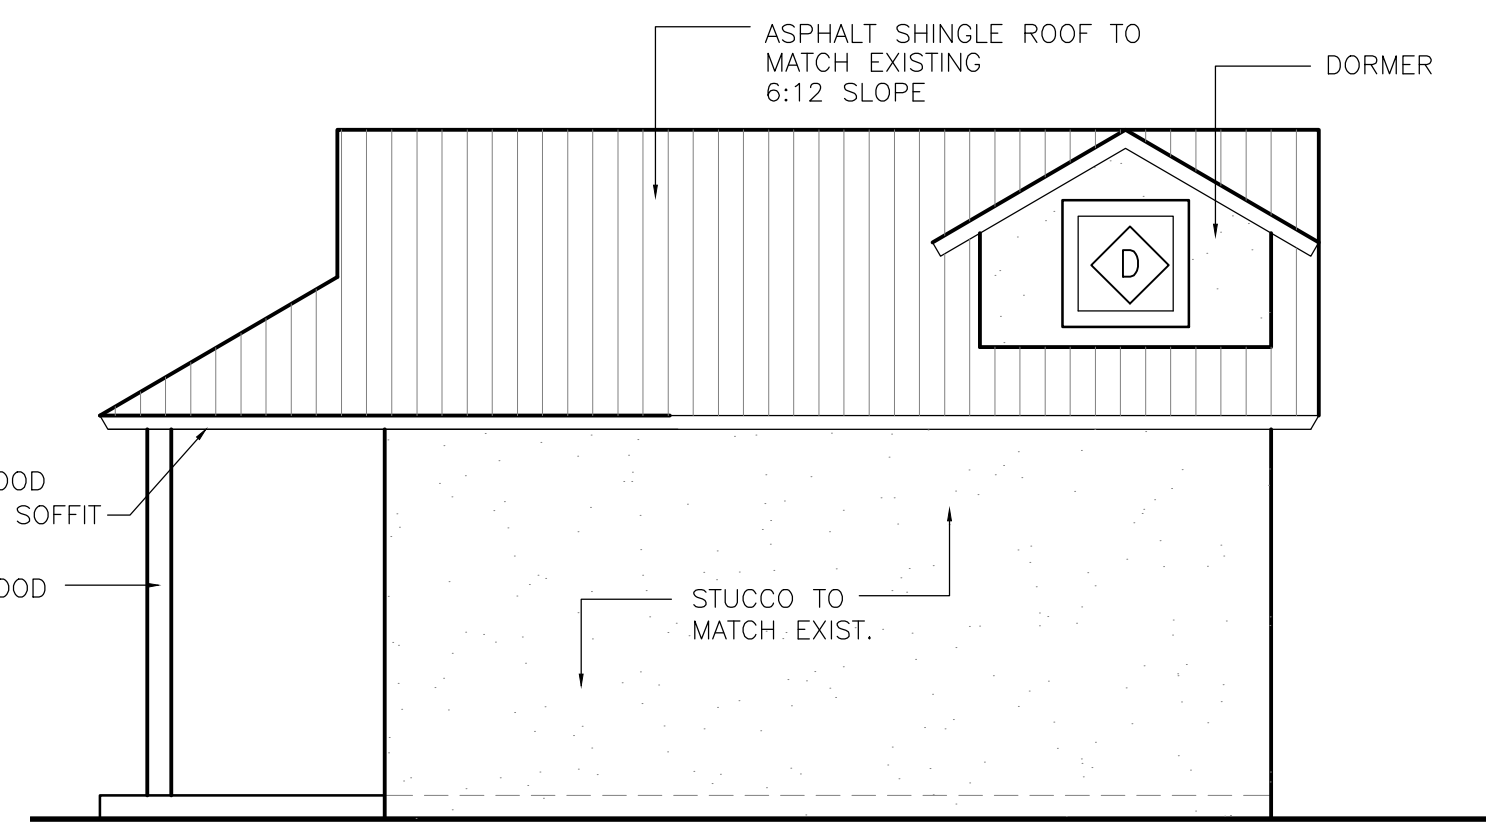 ASPHALT SHINGLE ROOF TO
MATCH EXISTING
6:12 SLOPE
DORMER
D
SOFFIT
STUCCO TO
MATCH EXIST.